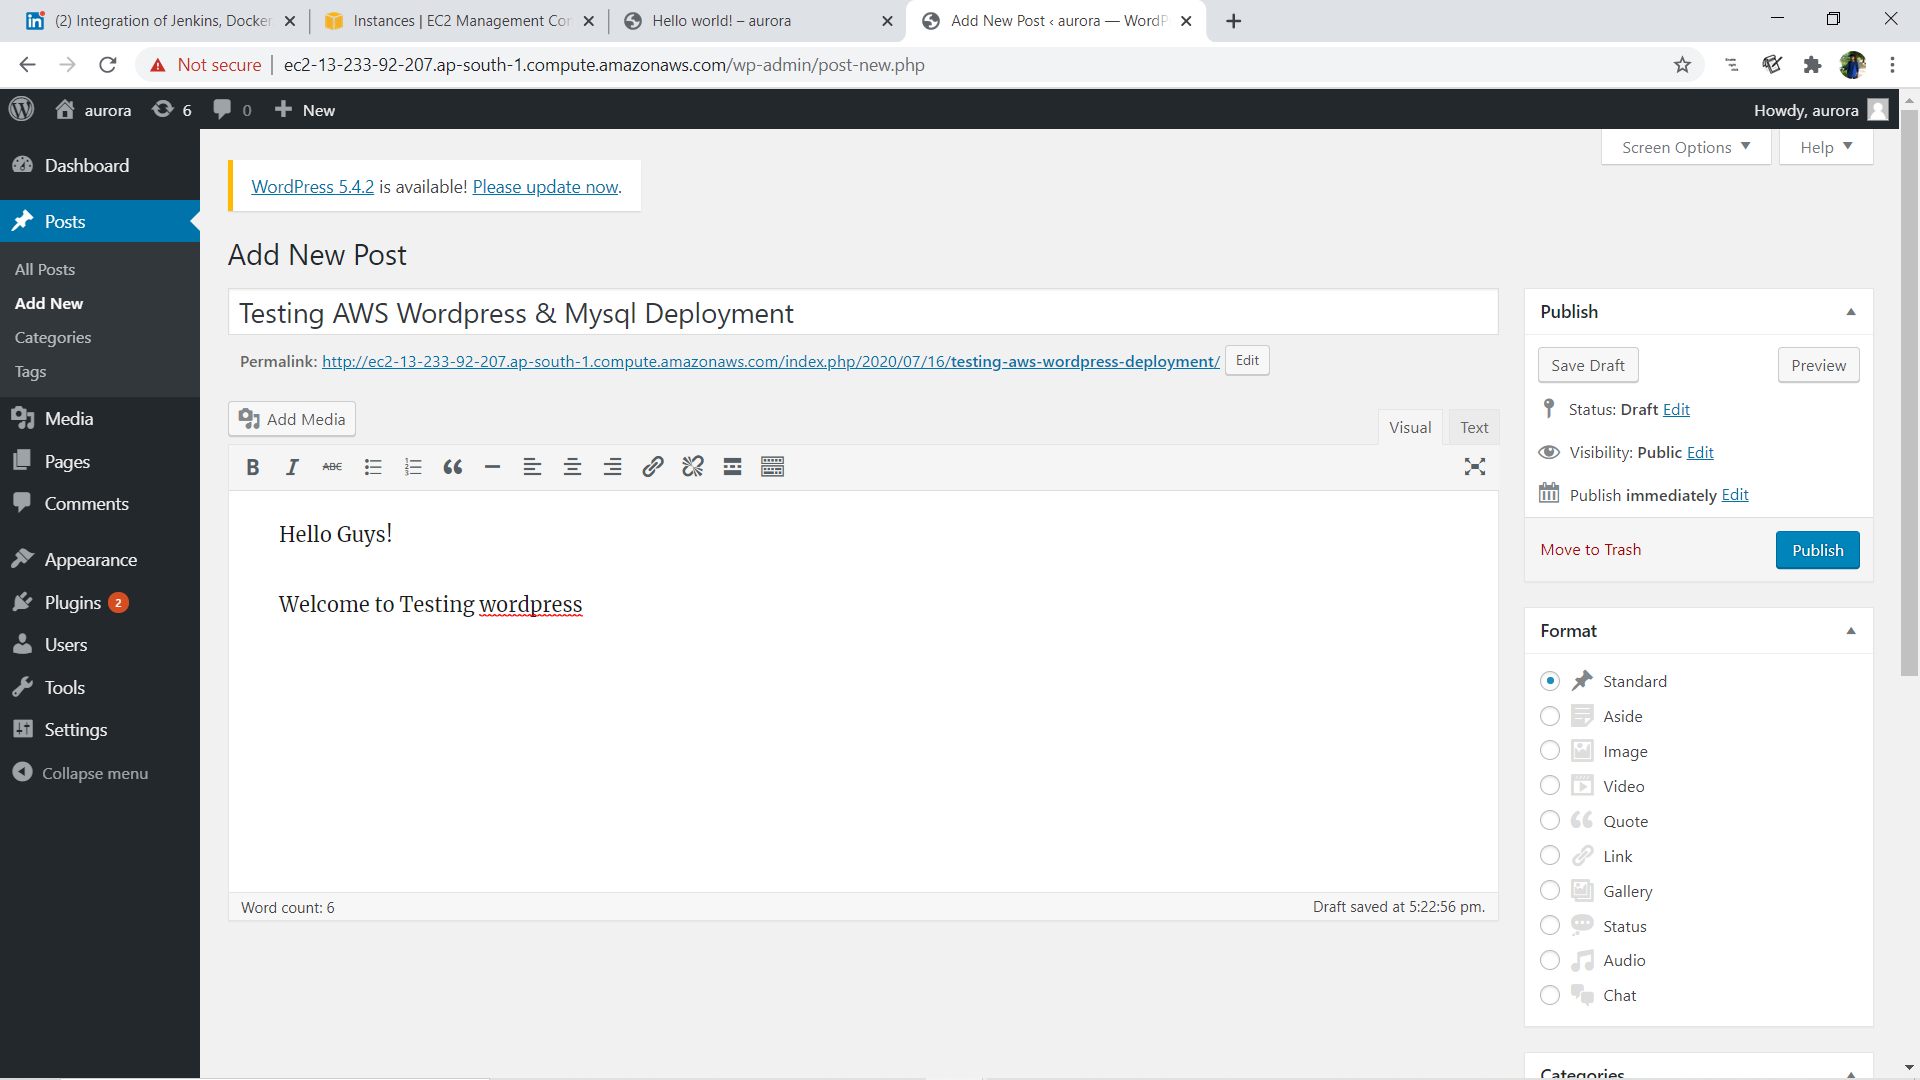 (2) Integration of Jenkins, Docker
Instances | EC2 Management Con
Hello world! – aurora
Add New Post ‹ aurora — WordP
Not secure
ec2-13-233-92-207.ap-south-1.compute.amazonaws.com/wp-admin/post-new.php
aurora
6
0
New
Howdy, aurora
Dashboard
Posts
All Posts
Add New
Categories
Tags
Media
Pages
Comments
Appearance
Plugins 2
Users
Tools
Settings
Collapse menu
Screen Options
Help
WordPress 5.4.2 is available! Please update now.
Add New Post
Testing AWS Wordpress & Mysql Deployment
Permalink: http://ec2-13-233-92-207.ap-south-1.compute.amazonaws.com/index.php/2020/07/16/testing-aws-wordpress-deployment/ Edit
Add Media
Visual
Text
B I ABC
Hello Guys!
Welcome to Testing wordpress
Word count: 6
Draft saved at 5:22:56 pm.
Publish
Save Draft
Preview
Status: Draft Edit
Visibility: Public Edit
Publish immediately Edit
Move to Trash
Publish
Format
Standard
Aside
Image
Video
Quote
Link
Gallery
Status
Audio
Chat
Categories